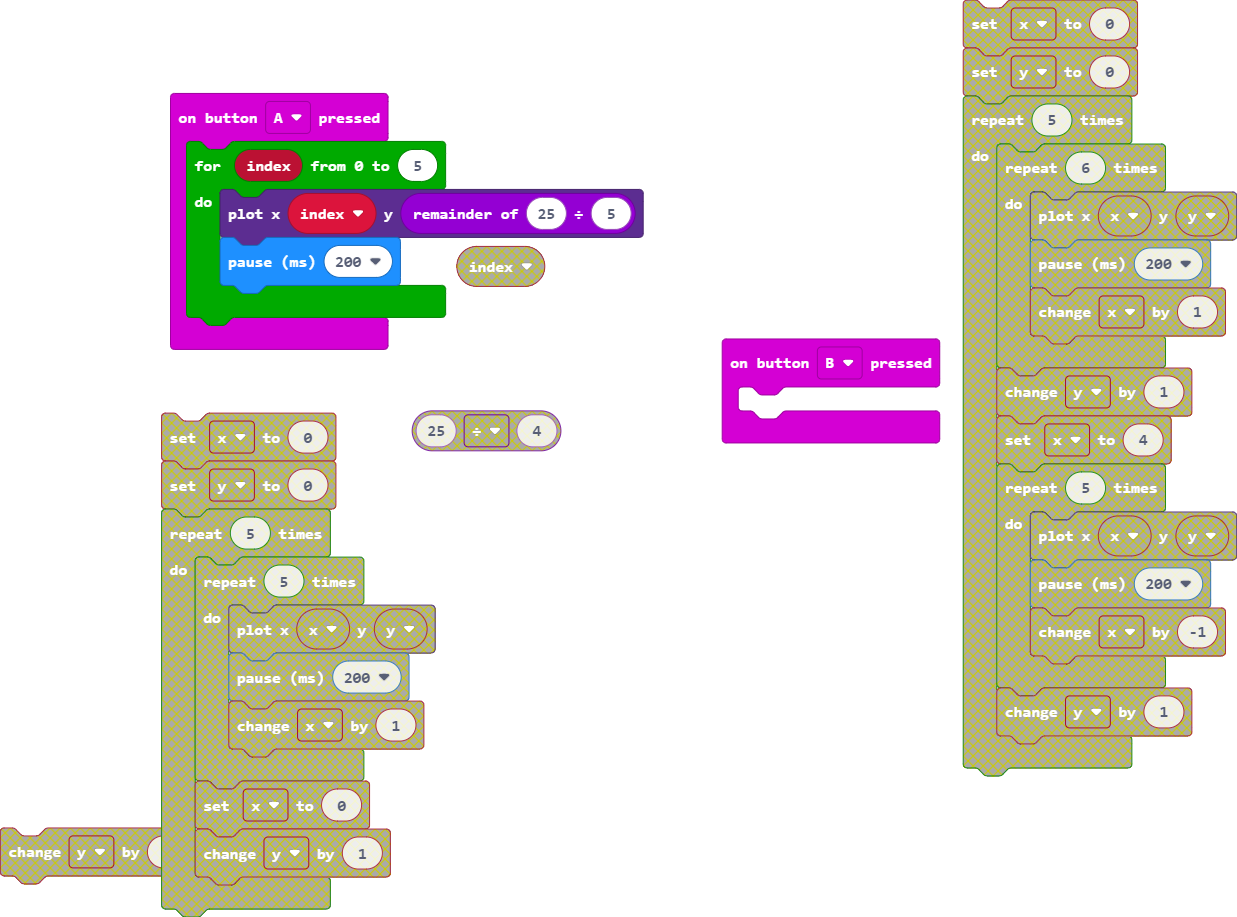 on button A pressed
for index from 0 to 5
do
plot x index y remainder of 25 ÷ 5
pause (ms) 200
index
25 ÷ 4
set x to 0
set y to 0
repeat 5 times
do
repeat 5 times
do
plot x x y y
pause (ms) 200
change x by 1
set x to 0
change y by 1
change y by
on button B pressed
set x to 0
set y to 0
repeat 5 times
do
repeat 6 times
do
plot x x y y
pause (ms) 200
change x by 1
change y by 1
set x to 4
repeat 5 times
do
plot x x y y
pause (ms) 200
change x by -1
change y by 1